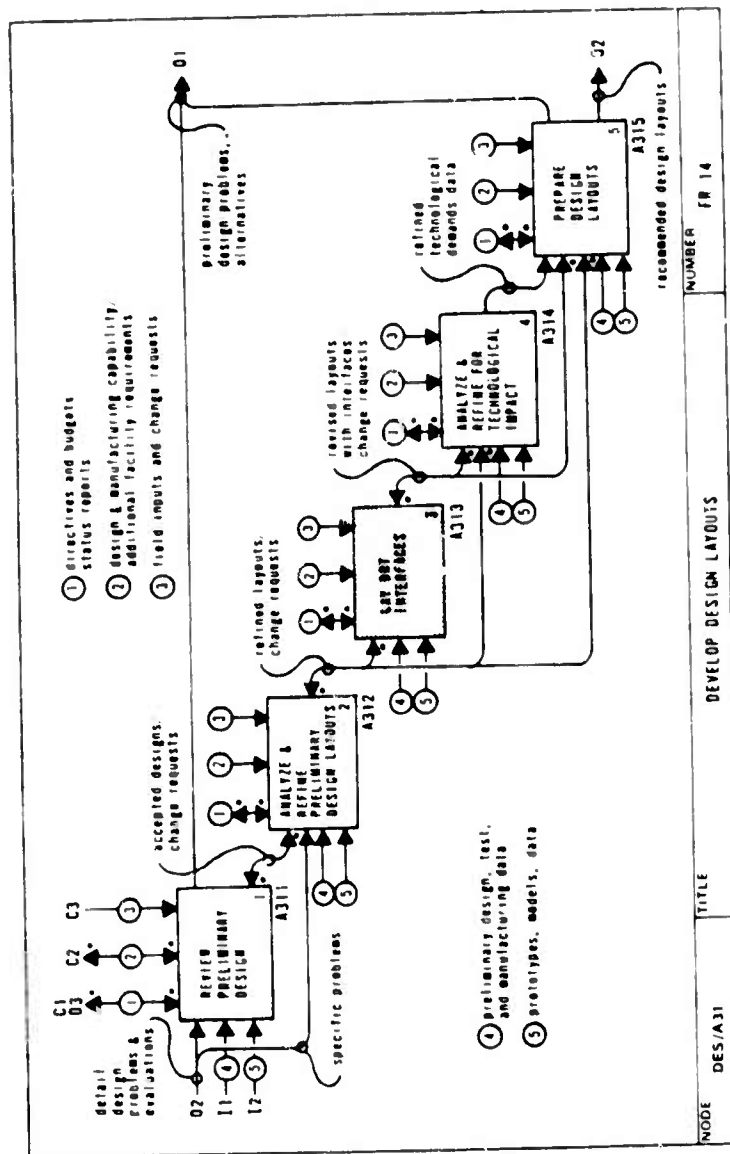 C1
O3
C2
C3
1
2
3
detail
design
problems &
evaluations
O2
I1
I2
4
5
REVIEW
PRELIMINARY
DESIGN
1
A311
specific problems
accepted designs,
change requests
1
2
3
ANALYZE &
REFINE
PRELIMINARY
DESIGN LAYOUTS
2
A312
4
5
refined layouts,
change requests
1
2
3
LAY OUT
INTERFACES
3
A313
4
5
revised layouts
with interfaces
change requests
1
2
3
ANALYZE &
REFINE FOR
TECHNOLOGICAL
IMPACT
4
A314
4
5
refined
technological
demands data
1
2
3
PREPARE
DESIGN
LAYOUTS
5
A315
4
5
preliminary
design problems,
alternatives
O1
O2
recommended design layouts
1 directives and budgets
status reports
2 design & manufacturing capability,
additional facility requirements
3 field inputs and change requests
4 preliminary design, test,
and manufacturing data
5 prototypes, models, data
NODE
DES/A31
TITLE
DEVELOP DESIGN LAYOUTS
NUMBER
FR 14